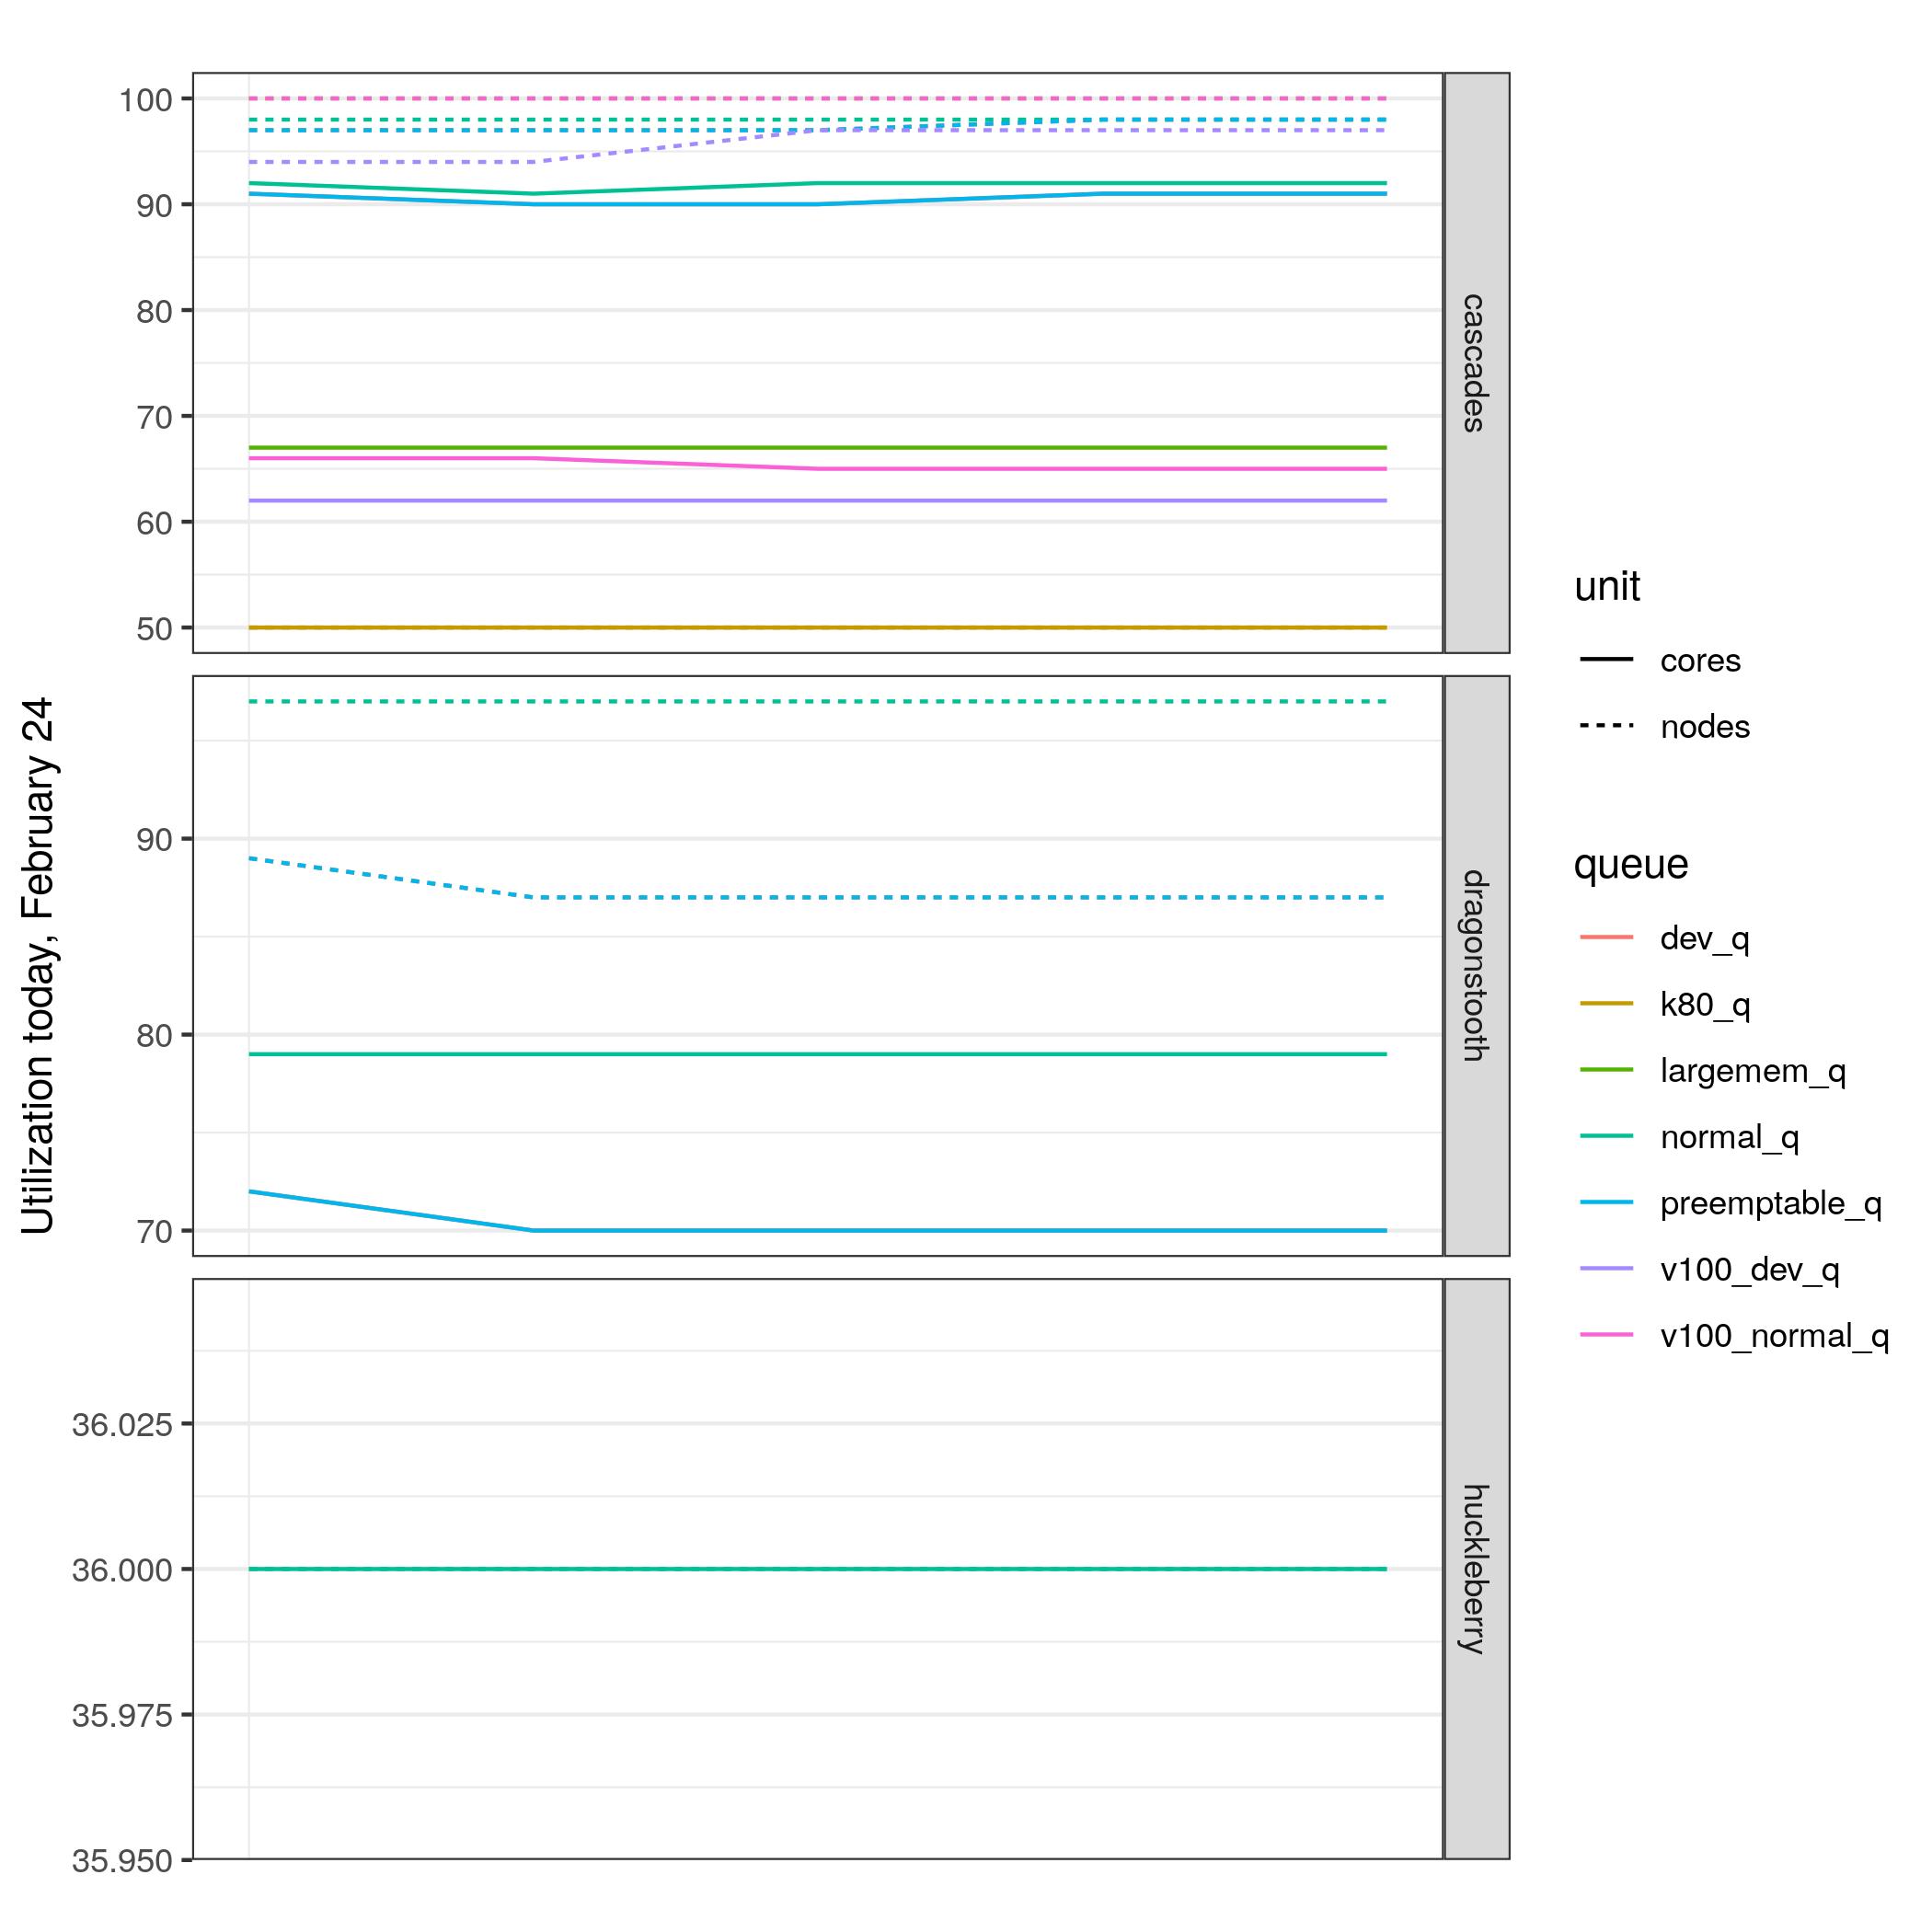 Utilization today, February 24
100
90
80
70
60
50
cascades
90
80
70
dragonstooth
36.025
36.000
35.975
35.950
huckleberry
unit
cores
nodes
queue
dev_q
k80_q
largemem_q
normal_q
preemptable_q
v100_dev_q
v100_normal_q